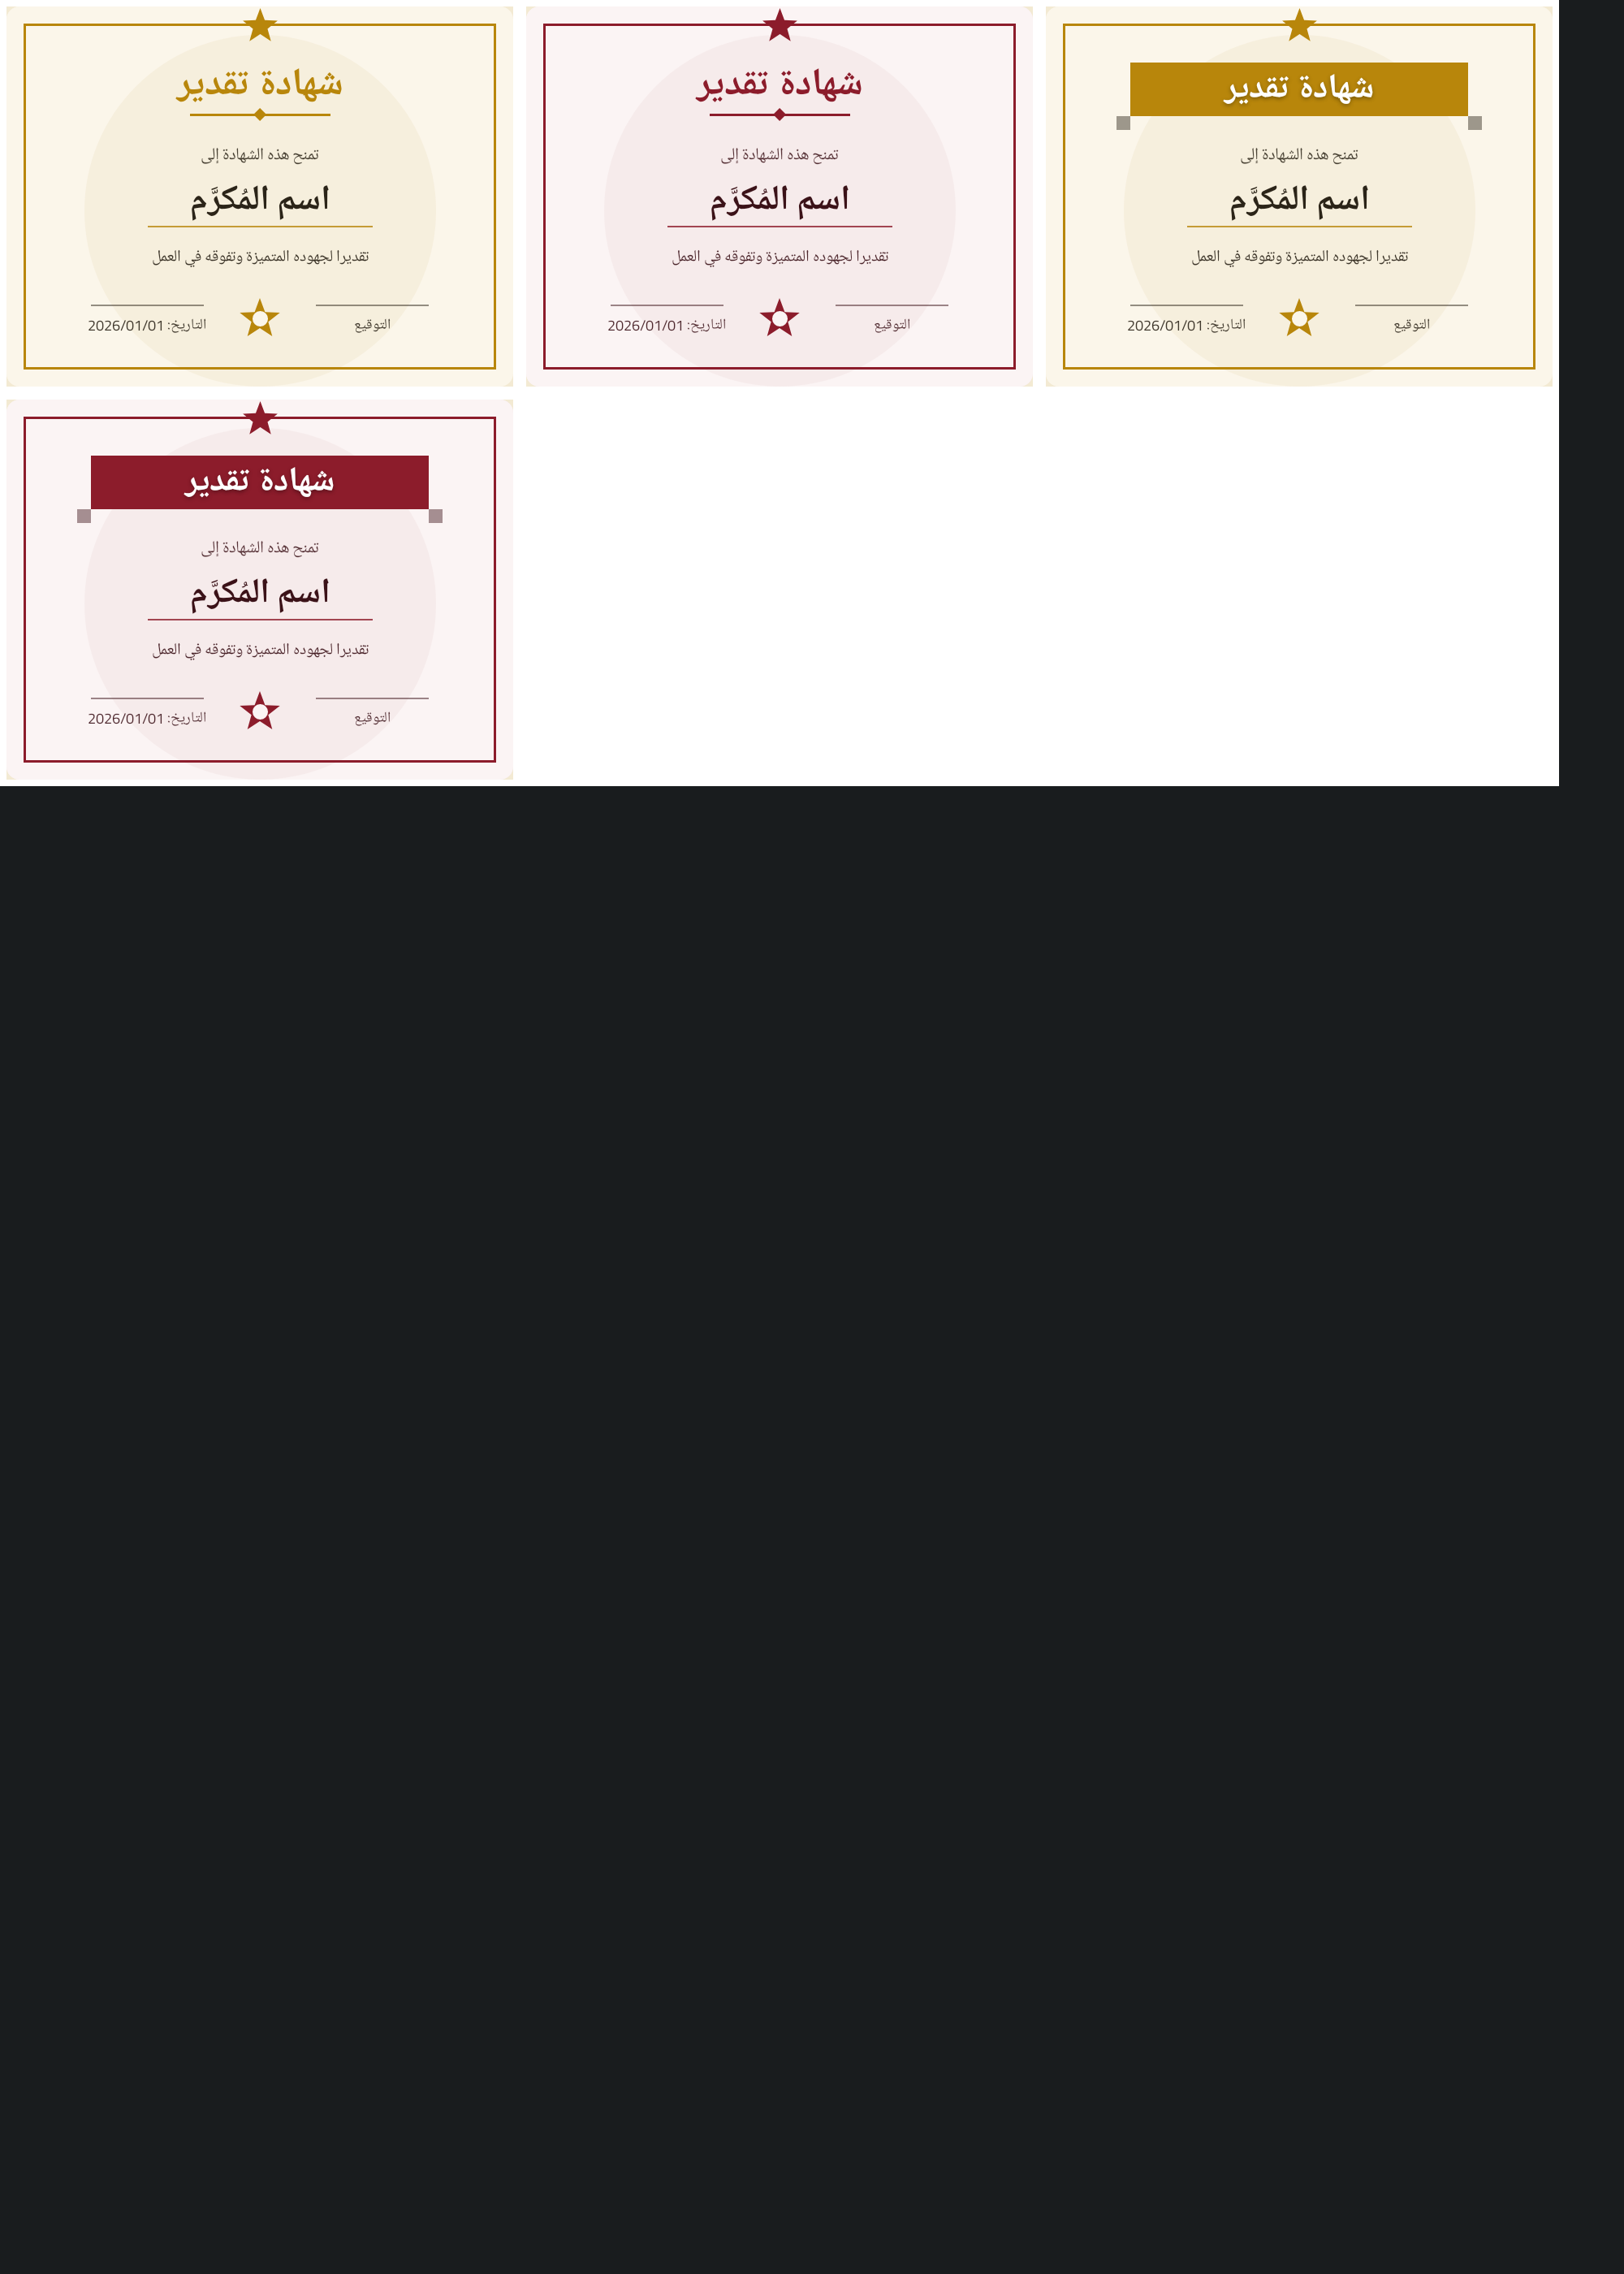 شهادة تقدير
تمنح هذه الشهادة إلى
اسم المُكرَّم
تقديرا لجهوده المتميزة وتفوقه في العمل
التوقيع
التاريخ: 2026/01/01
شهادة تقدير
تمنح هذه الشهادة إلى
اسم المُكرَّم
تقديرا لجهوده المتميزة وتفوقه في العمل
التوقيع
التاريخ: 2026/01/01
شهادة تقدير
تمنح هذه الشهادة إلى
اسم المُكرَّم
تقديرا لجهوده المتميزة وتفوقه في العمل
التوقيع
التاريخ: 2026/01/01
شهادة تقدير
تمنح هذه الشهادة إلى
اسم المُكرَّم
تقديرا لجهوده المتميزة وتفوقه في العمل
التوقيع
التاريخ: 2026/01/01